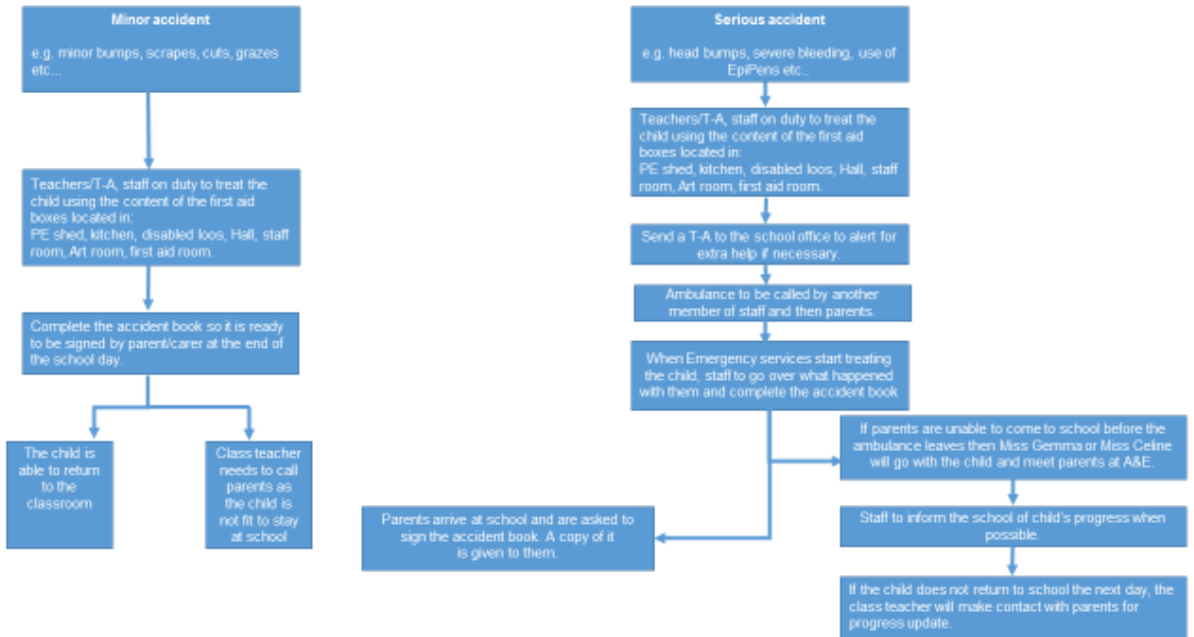 Minor accident
e.g. minor bumps, scrapes, cuts, grazes
etc...
Teachers/T-A, staff on duty to treat the
child using the content of the first aid
boxes located in:
PE shed, kitchen, disabled loos, Hall, staff
room, Art room, first aid room.
Complete the accident book so it is ready
to be signed by parent/carer at the end of
the school day.
The child is
able to return
to the
classroom
Class teacher
needs to call
parents as
the child is
not fit to stay
at school
Serious accident
e.g. head bumps, severe bleeding, use of
EpiPens etc..
Teachers/T-A, staff on duty to treat the
child using the content of the first aid
boxes located in:
PE shed, kitchen, disabled loos, Hall, staff
room, Art room, first aid room.
Send a T-A to the school office to alert for
extra help if necessary.
Ambulance to be called by another
member of staff and then parents.
When Emergency services start treating
the child, staff to go over what happened
with them and complete the accident book
Parents arrive at school and are asked to
sign the accident book. A copy of it
is given to them.
If parents are unable to come to school before the
ambulance leaves then Miss Gemma or Miss Celine
will go with the child and meet parents at A&E.
Staff to inform the school of child's progress when
possible.
If the child does not return to school the next day, the
class teacher will make contact with parents for
progress update.